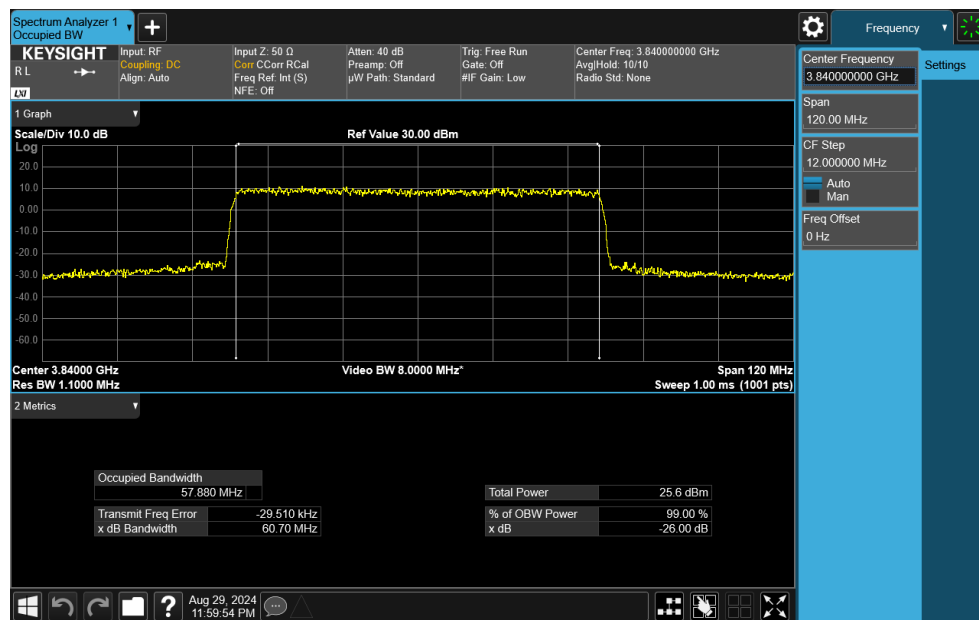 Spectrum Analyzer 1
Occupied BW
KEYSIGHT
R L
LXI
Input: RF
Coupling: DC
Align: Auto
Input Z: 50 Ω
Corr CCorr RCal
Freq Ref: Int (S)
NFE: Off
Atten: 40 dB
Preamp: Off
µW Path: Standard
Trig: Free Run
Gate: Off
#IF Gain: Low
Center Freq: 3.840000000 GHz
Avg|Hold: 10/10
Radio Std: None
Frequency
Settings
Center Frequency
3.840000000 GHz
Span
120.00 MHz
CF Step
12.000000 MHz
Auto
Man
Freq Offset
0 Hz
1 Graph
Scale/Div 10.0 dB
Ref Value 30.00 dBm
Log
20.0
10.0
0.00
-10.0
-20.0
-30.0
-40.0
-50.0
-60.0
Center 3.84000 GHz
Video BW 8.0000 MHz*
Span 120 MHz
Res BW 1.1000 MHz
Sweep 1.00 ms (1001 pts)
2 Metrics
Occupied Bandwidth
57.880 MHz
Total Power 25.6 dBm
Transmit Freq Error -29.510 kHz
% of OBW Power 99.00 %
x dB Bandwidth 60.70 MHz
x dB -26.00 dB
?
Aug 29, 2024
11:59:54 PM